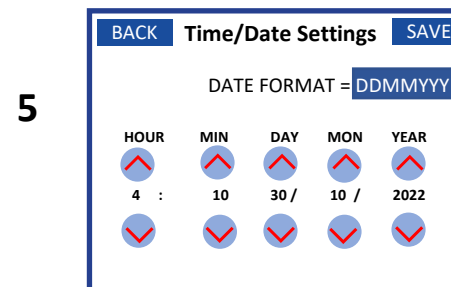 BACK Time/Date Settings SAVE
DATE FORMAT = DDMMYYY
5
HOUR MIN DAY MON YEAR
4 : 10 30 / 10 / 2022